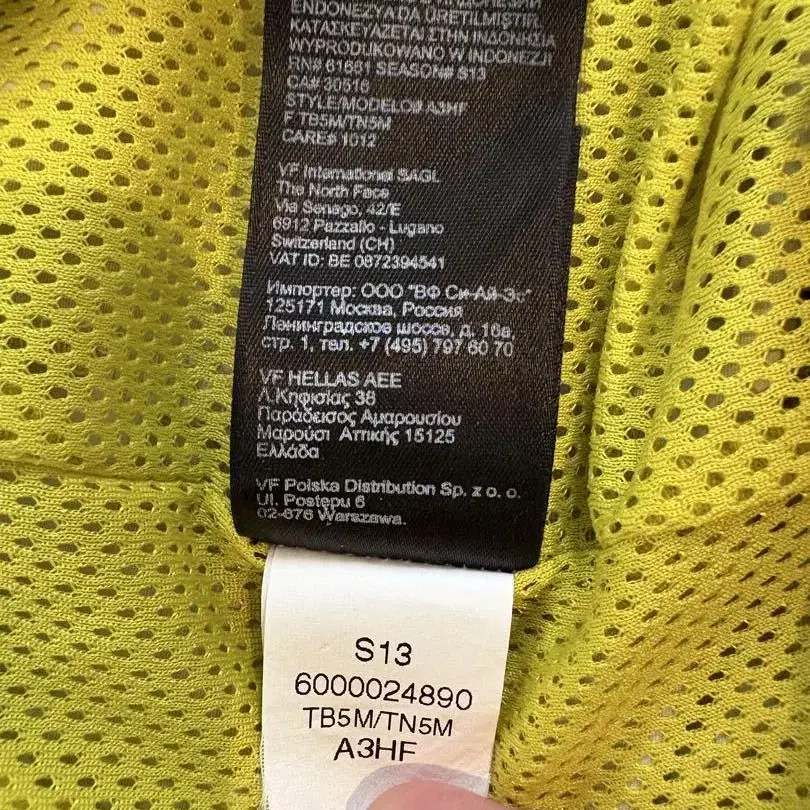 ENDONEZYA DA ÜRETİLMİŞTİR.
ΚΑΤΑΣΚΕΥΑΖΕΤΑΙ ΣΤΗΝ ΙΝΔΟΝΗΣΙΑ
WYPRODUKOWANO W INDONEZJI
RN# 61661 SEASON# S13
CA# 30516
STYLE/MODELO# A3HF
F TB5M/TN5M
CARE# 1012
VF International SAGL
The North Face
Via Senago, 42/E
6912 Pazzallo - Lugano
Switzerland (CH)
VAT ID: BE 0872394541
Импортер: ООО "ВФ Си-Ай-Эс"
125171 Москва, Россия
Ленинградское шоссе, д. 16а,
стр. 1, тел. +7 (495) 797 60 70
VF HELLAS AEE
Λ.Κηφισίας 38
Παράδεισος Αμαρουσίου
Μαρούσι Αττικής 15125
Ελλάδα
VF Polska Distribution Sp. z o. o.
Ul. Postępu 6
02-676 Warszawa.
S13
6000024890
TB5M/TN5M
A3HF